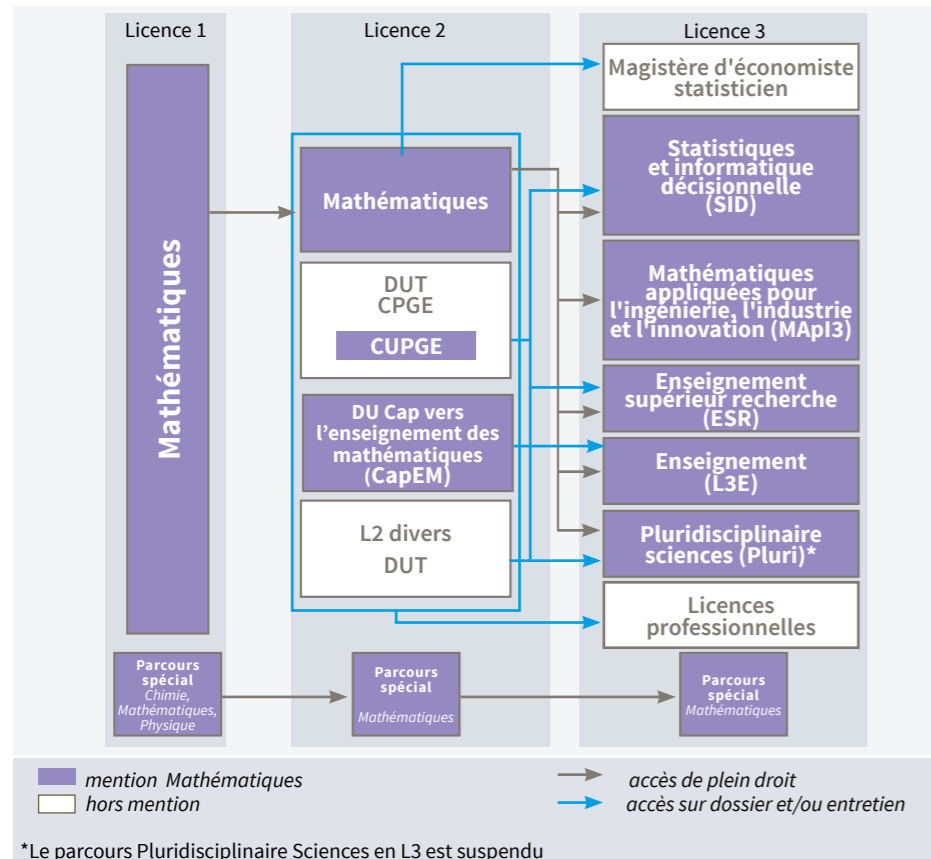 Licence 1
Licence 2
Licence 3
Mathématiques
Mathématiques
DUT
CPGE
CUPGE
DU Cap vers
l’enseignement des
mathématiques
(CapEM)
L2 divers
DUT
Magistère d'économiste
statisticien
Statistiques
et informatique
décisionnelle
(SID)
Mathématiques
appliquées pour
l'ingénierie, l'industrie
et l'innovation (MApI3)
Enseignement
supérieur recherche
(ESR)
Enseignement
(L3E)
Pluridisciplinaire
sciences (Pluri)*
Licences
professionnelles
Parcours
spécial
Chimie,
Mathématiques,
Physique
Parcours
spécial
Mathématiques
Parcours
spécial
Mathématiques
mention Mathématiques
hors mention
accès de plein droit
accès sur dossier et/ou entretien
*Le parcours Pluridisciplinaire Sciences en L3 est suspendu